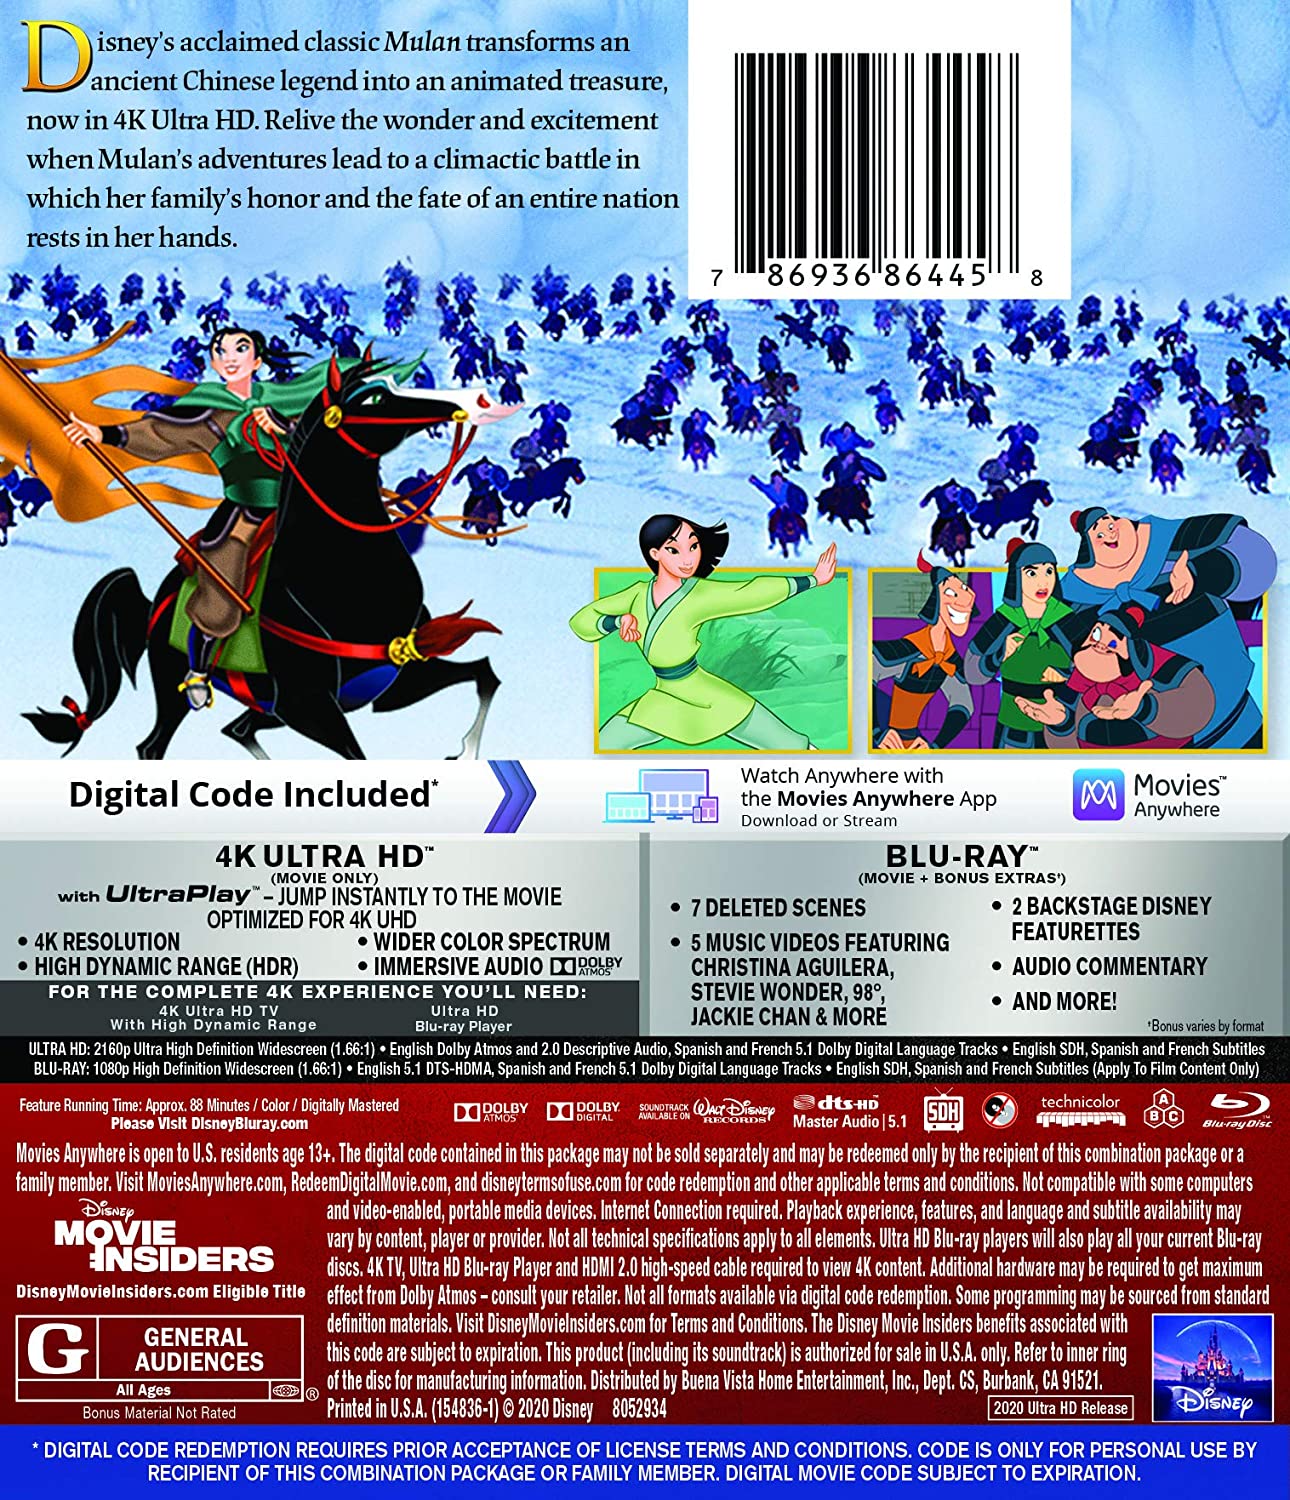 Disney's acclaimed classic Mulan transforms an
ancient Chinese legend into an animated treasure,
now in 4K Ultra HD. Relive the wonder and excitement
when Mulan's adventures lead to a climactic battle in
which her family's honor and the fate of an entire nation
rests in her hands.
7 86936 86445 8
Digital Code Included*
Watch Anywhere with
the Movies Anywhere App
Download or Stream
Movies™
Anywhere
4K ULTRA HD™
(MOVIE ONLY)
with UltraPlay™ – JUMP INSTANTLY TO THE MOVIE
OPTIMIZED FOR 4K UHD
• 4K RESOLUTION
• HIGH DYNAMIC RANGE (HDR)
• WIDER COLOR SPECTRUM
• IMMERSIVE AUDIO DOLBY ATMOS
FOR THE COMPLETE 4K EXPERIENCE YOU'LL NEED:
4K Ultra HD TV
With High Dynamic Range
Ultra HD
Blu-ray Player
BLU-RAY™
(MOVIE + BONUS EXTRAS†)
• 7 DELETED SCENES
• 5 MUSIC VIDEOS FEATURING
CHRISTINA AGUILERA,
STEVIE WONDER, 98°,
JACKIE CHAN & MORE
• 2 BACKSTAGE DISNEY
FEATURETTES
• AUDIO COMMENTARY
• AND MORE!
†Bonus varies by format
ULTRA HD: 2160p Ultra High Definition Widescreen (1.66:1) • English Dolby Atmos and 2.0 Descriptive Audio, Spanish and French 5.1 Dolby Digital Language Tracks • English SDH, Spanish and French Subtitles
BLU-RAY: 1080p High Definition Widescreen (1.66:1) • English 5.1 DTS-HDMA, Spanish and French 5.1 Dolby Digital Language Tracks • English SDH, Spanish and French Subtitles (Apply To Film Content Only)
Feature Running Time: Approx. 88 Minutes / Color / Digitally Mastered
Please Visit DisneyBluray.com
DOLBY ATMOS
DOLBY DIGITAL
SOUNDTRACK AVAILABLE ON WALT DISNEY RECORDS
dts-HD Master Audio | 5.1
SDH
technicolor
A B C
Blu-ray Disc™
Movies Anywhere is open to U.S. residents age 13+. The digital code contained in this package may not be sold separately and may be redeemed only by the recipient of this combination package or a
family member. Visit MoviesAnywhere.com, RedeemDigitalMovie.com, and disneytermsofuse.com for code redemption and other applicable terms and conditions. Not compatible with some computers
and video-enabled, portable media devices. Internet Connection required. Playback experience, features, and language and subtitle availability may
vary by content, player or provider. Not all technical specifications apply to all elements. Ultra HD Blu-ray players will also play all your current Blu-ray
discs. 4K TV, Ultra HD Blu-ray Player and HDMI 2.0 high-speed cable required to view 4K content. Additional hardware may be required to get maximum
effect from Dolby Atmos – consult your retailer. Not all formats available via digital code redemption. Some programming may be sourced from standard
definition materials. Visit DisneyMovieInsiders.com for Terms and Conditions. The Disney Movie Insiders benefits associated with
this code are subject to expiration. This product (including its soundtrack) is authorized for sale in U.S.A. only. Refer to inner ring
of the disc for manufacturing information. Distributed by Buena Vista Home Entertainment, Inc., Dept. CS, Burbank, CA 91521.
Printed in U.S.A. (154836-1) © 2020 Disney 8052934
2020 Ultra HD Release
DISNEY
MOVIE
INSIDERS
DisneyMovieInsiders.com Eligible Title
G
GENERAL
AUDIENCES
All Ages
®
Bonus Material Not Rated
DISNEY
* DIGITAL CODE REDEMPTION REQUIRES PRIOR ACCEPTANCE OF LICENSE TERMS AND CONDITIONS. CODE IS ONLY FOR PERSONAL USE BY
RECIPIENT OF THIS COMBINATION PACKAGE OR FAMILY MEMBER. DIGITAL MOVIE CODE SUBJECT TO EXPIRATION.